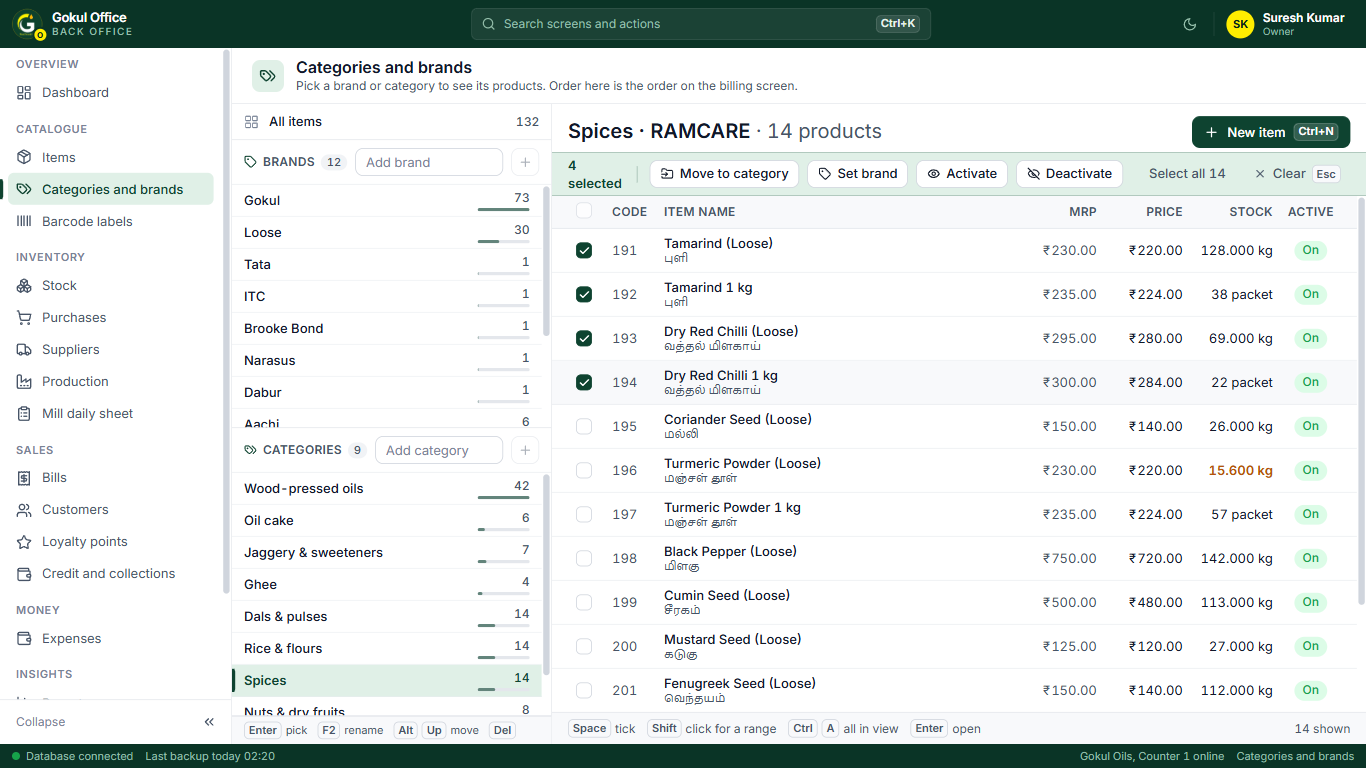 Gokul Office
BACK OFFICE
Search screens and actions
Ctrl+K
SK
Suresh Kumar
Owner
OVERVIEW
Dashboard
CATALOGUE
Items
Categories and brands
Barcode labels
INVENTORY
Stock
Purchases
Suppliers
Production
Mill daily sheet
SALES
Bills
Customers
Loyalty points
Credit and collections
MONEY
Expenses
INSIGHTS
Collapse
Categories and brands
Pick a brand or category to see its products. Order here is the order on the billing screen.
All items 132
BRANDS 12 Add brand +
Gokul 73
Loose 30
Tata 1
ITC 1
Brooke Bond 1
Narasus 1
Dabur 1
Aachi 6
CATEGORIES 9 Add category +
Wood-pressed oils 42
Oil cake 6
Jaggery & sweeteners 7
Ghee 4
Dals & pulses 14
Rice & flours 14
Spices 14
Nuts & dry fruits 8
Enter pick F2 rename Alt Up move Del
Spices · RAMCARE · 14 products
+ New item Ctrl+N
4 selected
Move to category
Set brand
Activate
Deactivate
Select all 14
Clear Esc
CODE ITEM NAME MRP PRICE STOCK ACTIVE
191 Tamarind (Loose) ₹230.00 ₹220.00 128.000 kg On
புளி
192 Tamarind 1 kg ₹235.00 ₹224.00 38 packet On
புளி
193 Dry Red Chilli (Loose) ₹295.00 ₹280.00 69.000 kg On
வத்தல் மிளகாய்
194 Dry Red Chilli 1 kg ₹300.00 ₹284.00 22 packet On
வத்தல் மிளகாய்
195 Coriander Seed (Loose) ₹150.00 ₹140.00 26.000 kg On
மல்லி
196 Turmeric Powder (Loose) ₹230.00 ₹220.00 15.600 kg On
மஞ்சள் தூள்
197 Turmeric Powder 1 kg ₹235.00 ₹224.00 57 packet On
மஞ்சள் தூள்
198 Black Pepper (Loose) ₹750.00 ₹720.00 142.000 kg On
மிளகு
199 Cumin Seed (Loose) ₹500.00 ₹480.00 113.000 kg On
சீரகம்
200 Mustard Seed (Loose) ₹125.00 ₹120.00 27.000 kg On
கடுகு
201 Fenugreek Seed (Loose) ₹150.00 ₹140.00 112.000 kg On
வெந்தயம்
Space tick Shift click for a range Ctrl A all in view Enter open
14 shown
Database connected Last backup today 02:20
Gokul Oils, Counter 1 online Categories and brands